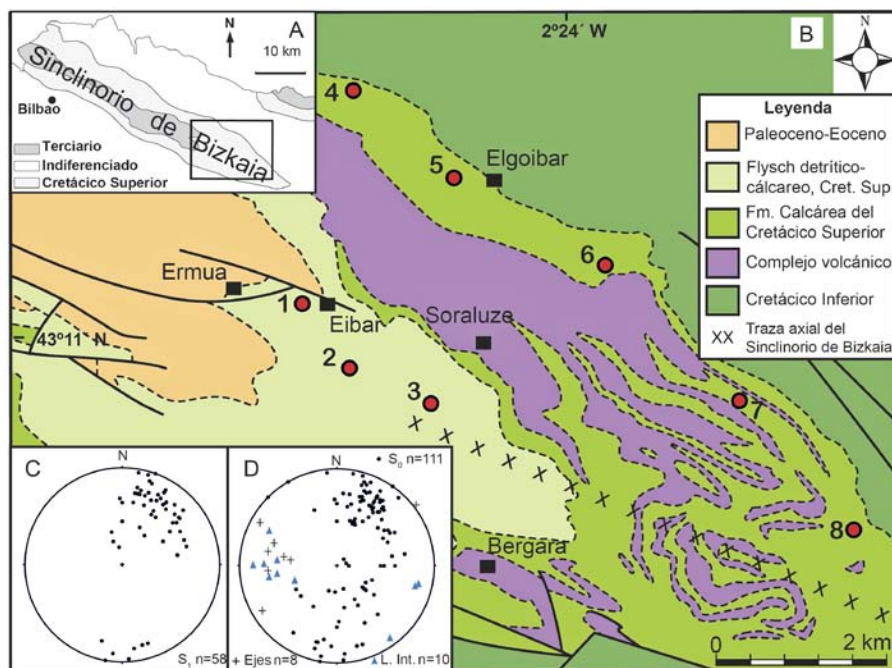 A
N
10 km
Sinclinorio de Bizkaia
Bilbao
Terciario
Indiferenciado
Cretácico Superior
2º24´ W
B
N
Leyenda
Paleoceno-Eoceno
Flysch detrítico-
cálcareo, Cret. Sup.
Fm. Calcárea del
Cretácico Superior
Complejo volcánico
Cretácico Inferior
XX Traza axial del
Sinclinorio de Bizkaia
4
5
Elgoibar
6
Ermua
1
Eibar
Soraluze
43º11´ N
2
3
7
X X X X X X X
X X X X X X
8
Bergara
0 2 km
C
N
S1 n=58
D
N
S0 n=111
+ Ejes n=8
L. Int. n=10